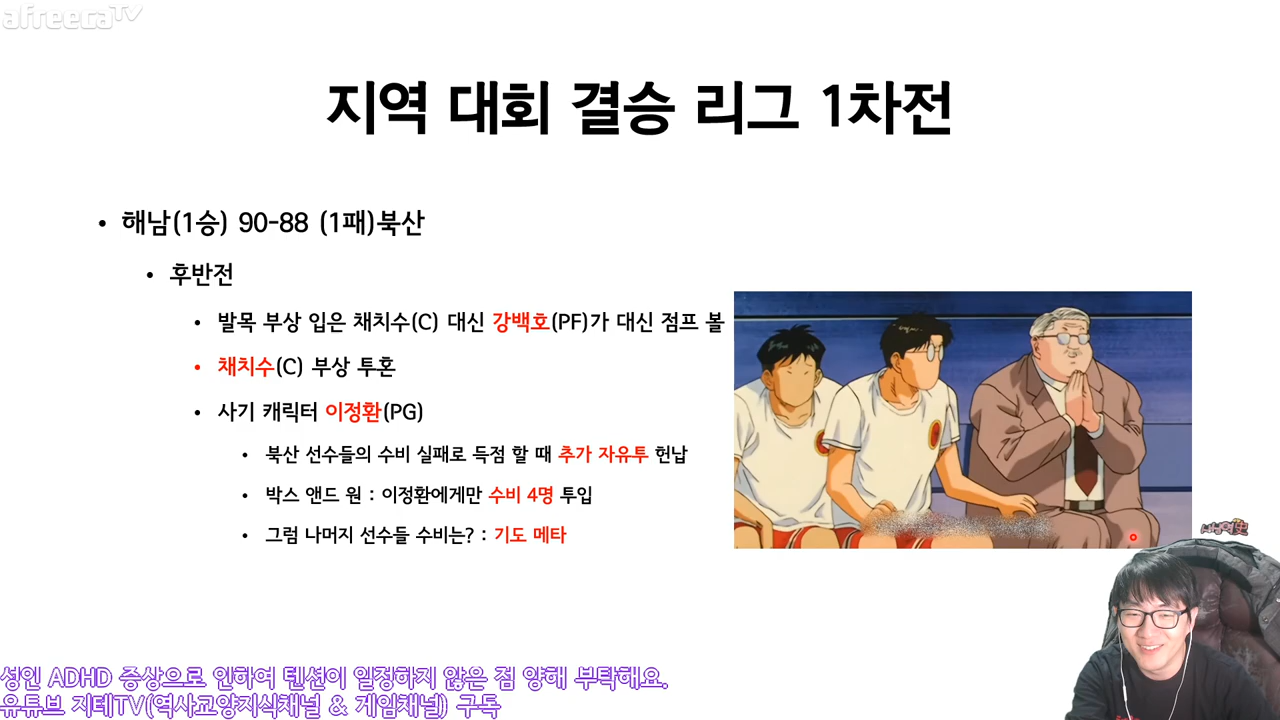 afreecaTV
지역 대회 결승 리그 1차전
• 해남(1승) 90-88 (1패)북산
• 후반전
• 발목 부상 입은 채치수(C) 대신 강백호(PF)가 대신 점프 볼
• 채치수(C) 부상 투혼
• 사기 캐릭터 이정환(PG)
• 북산 선수들의 수비 실패로 득점 할 때 추가 자유투 헌납
• 박스 앤드 원 : 이정환에게만 수비 4명 투입
• 그럼 나머지 선수들 수비는? : 기도 메타
성인 ADHD 증상으로 인하여 텐션이 일정하지 않은 점 양해 부탁해요.
유튜브 지테TV(역사교양지식채널 & 게임채널) 구독